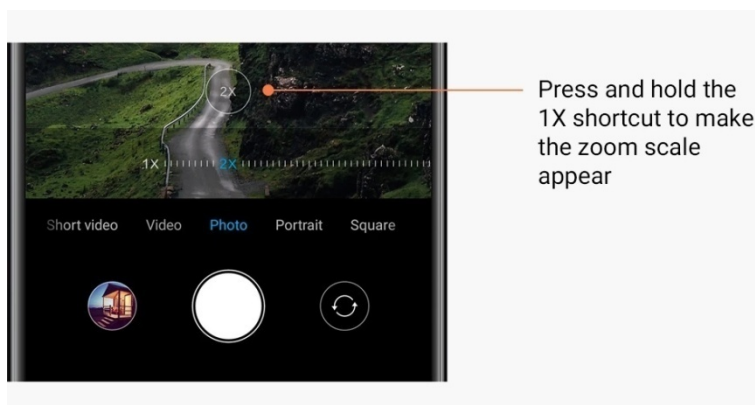 2X
Press and hold the
1X shortcut to make
the zoom scale
appear
1X 2X
Short video Video Photo Portrait Square